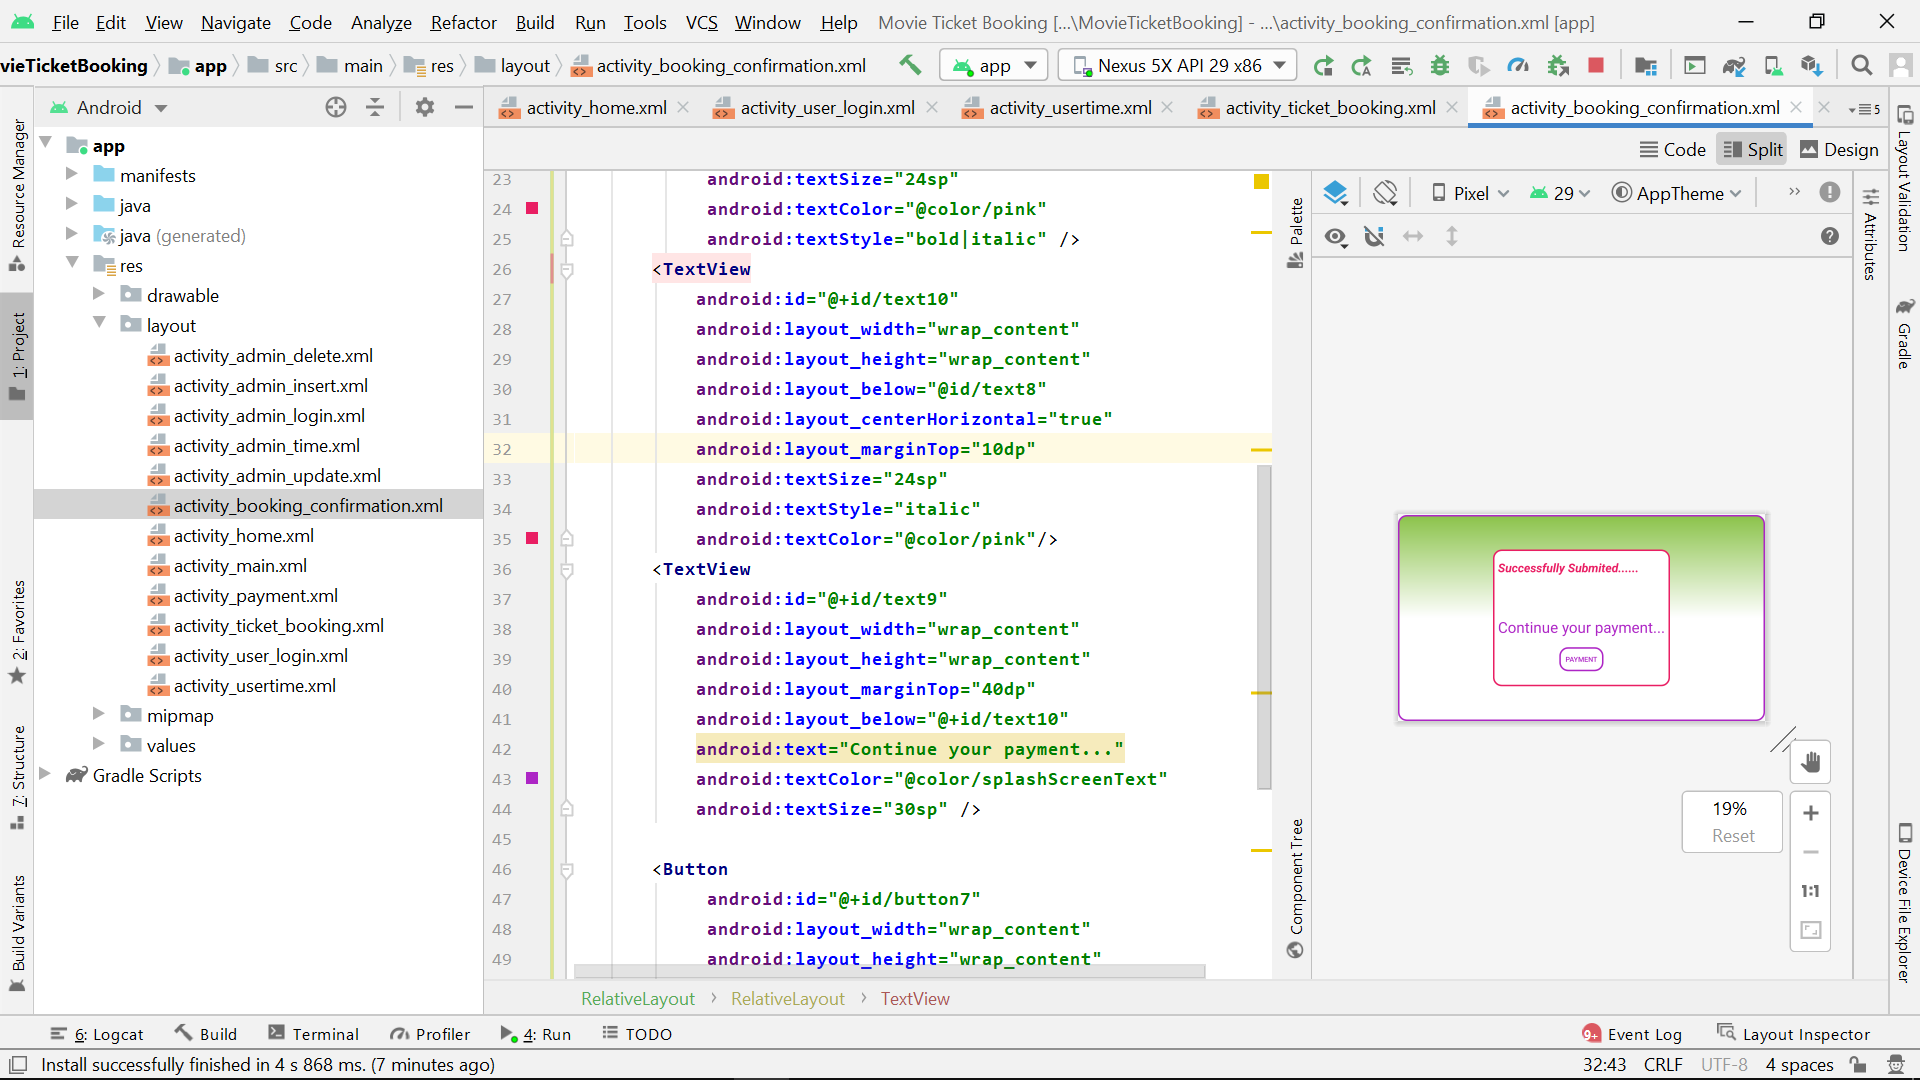 File Edit View Navigate Code Analyze Refactor Build Run Tools VCS Window Help Movie Ticket Booking [...\MovieTicketBooking] - ...\activity_booking_confirmation.xml [app]
vieTicketBooking app src main res layout activity_booking_confirmation.xml app Nexus 5X API 29 x86
Android
activity_home.xml activity_user_login.xml activity_usertime.xml activity_ticket_booking.xml activity_booking_confirmation.xml 5
Code Split Design
Resource Manager
1: Project
2: Favorites
7: Structure
Build Variants
app
manifests
java
java (generated)
res
drawable
layout
activity_admin_delete.xml
activity_admin_insert.xml
activity_admin_login.xml
activity_admin_time.xml
activity_admin_update.xml
activity_booking_confirmation.xml
activity_home.xml
activity_main.xml
activity_payment.xml
activity_ticket_booking.xml
activity_user_login.xml
activity_usertime.xml
mipmap
values
Gradle Scripts
23 android:textSize="24sp"
24 android:textColor="@color/pink"
25 android:textStyle="bold|italic" />
26 <TextView
27 android:id="@+id/text10"
28 android:layout_width="wrap_content"
29 android:layout_height="wrap_content"
30 android:layout_below="@id/text8"
31 android:layout_centerHorizontal="true"
32 android:layout_marginTop="10dp"
33 android:textSize="24sp"
34 android:textStyle="italic"
35 android:textColor="@color/pink"/>
36 <TextView
37 android:id="@+id/text9"
38 android:layout_width="wrap_content"
39 android:layout_height="wrap_content"
40 android:layout_marginTop="40dp"
41 android:layout_below="@+id/text10"
42 android:text="Continue your payment..."
43 android:textColor="@color/splashScreenText"
44 android:textSize="30sp" />
45
46 <Button
47 android:id="@+id/button7"
48 android:layout_width="wrap_content"
49 android:layout_height="wrap_content"
RelativeLayout RelativeLayout TextView
Palette
Component Tree
Pixel 29 AppTheme
Successfully Submited......
Continue your payment...
PAYMENT
19%
Reset
1:1
Layout Validation
Attributes
Gradle
Device File Explorer
6: Logcat Build Terminal Profiler 4: Run TODO 9+ Event Log Layout Inspector
Install successfully finished in 4 s 868 ms. (7 minutes ago) 32:43 CRLF UTF-8 4 spaces